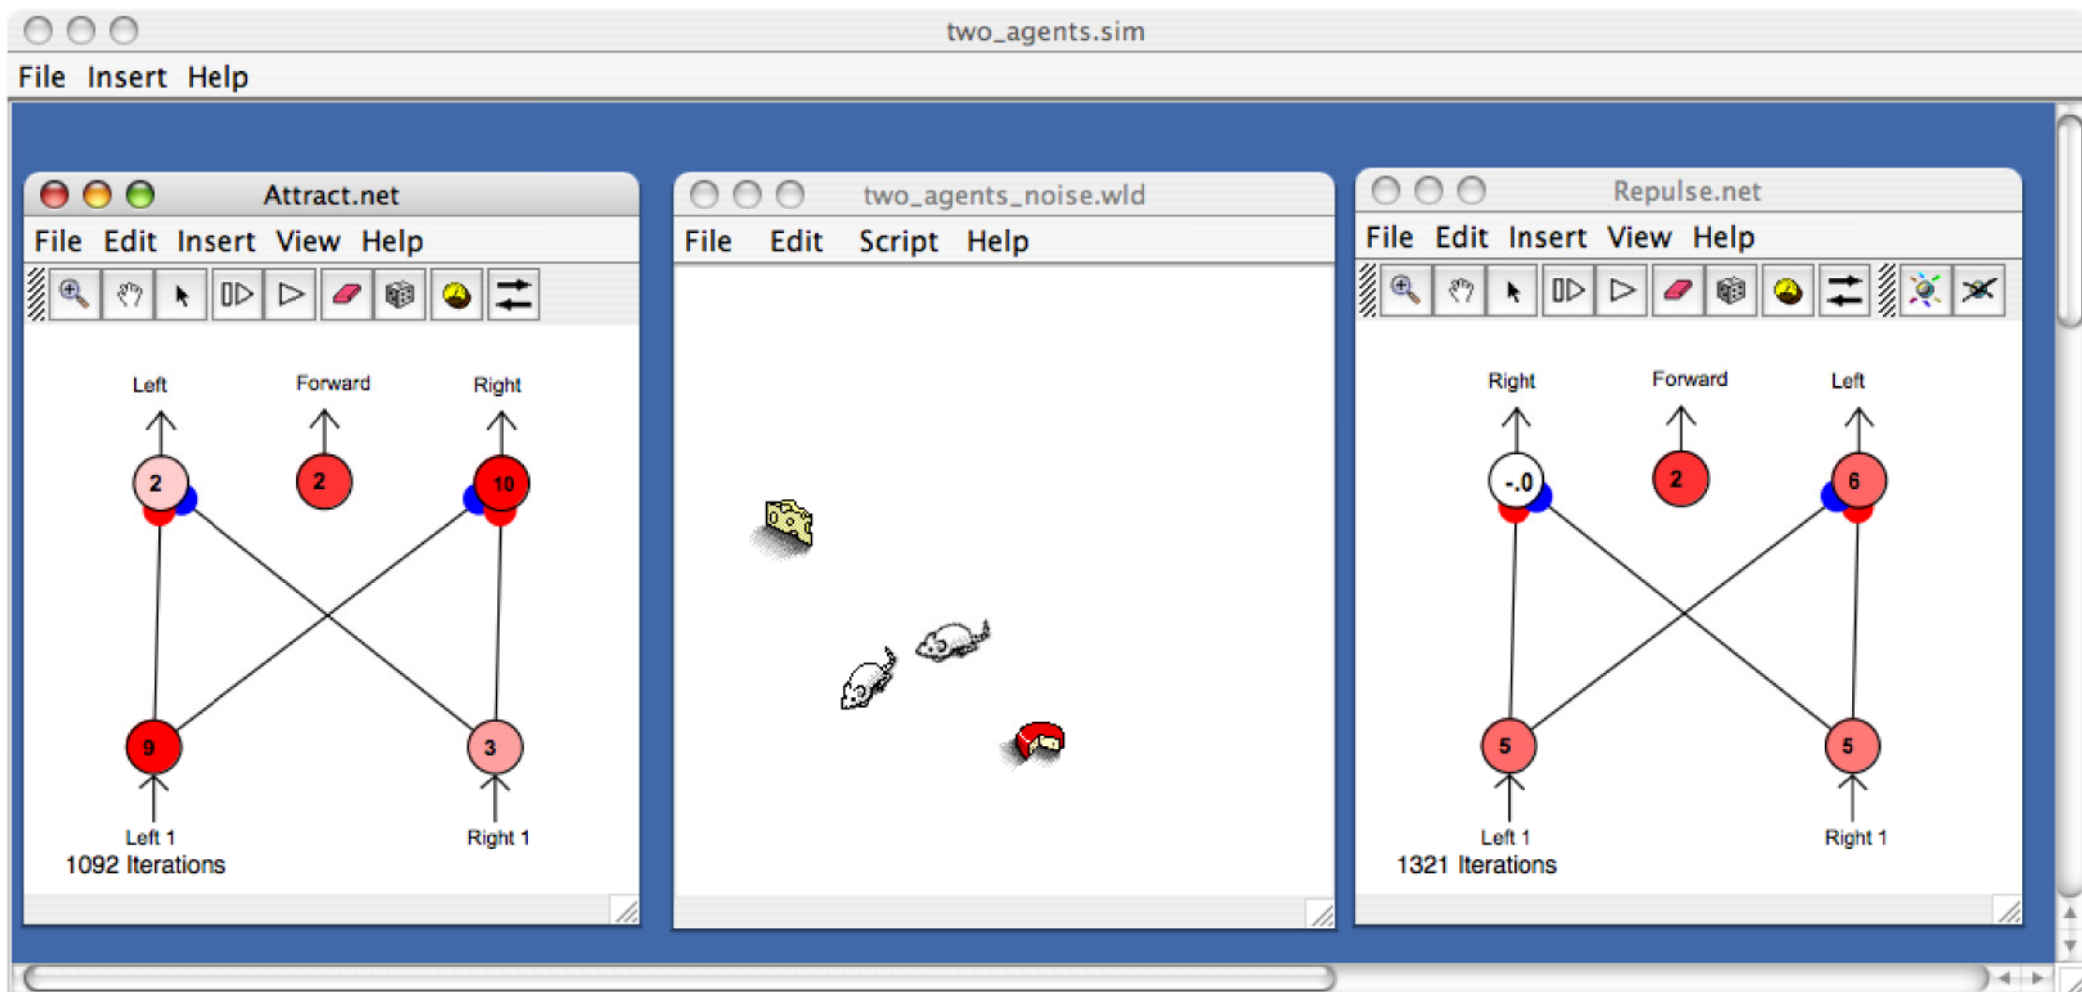 two_agents.sim
File Insert Help
Attract.net
File Edit Insert View Help
Left Forward Right
2 2 10
9 3
Left 1 Right 1
1092 Iterations
two_agents_noise.wld
File Edit Script Help
Repulse.net
File Edit Insert View Help
Right Forward Left
-.0 2 6
5 5
Left 1 Right 1
1321 Iterations